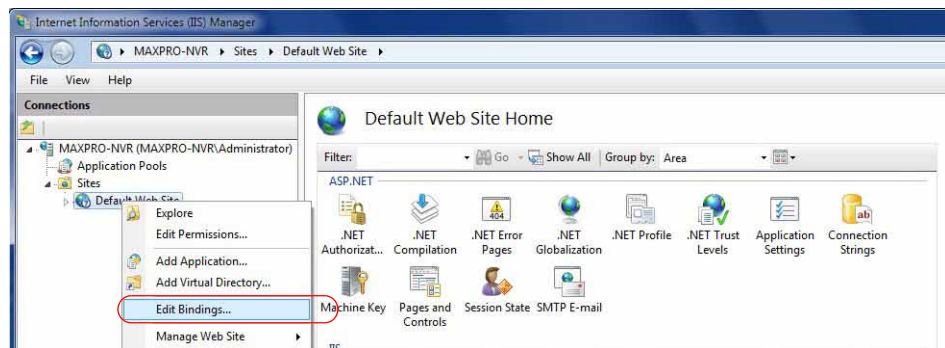 Internet Information Services (IIS) Manager
MAXPRO-NVR Sites Default Web Site
File View Help
Connections
MAXPRO-NVR (MAXPRO-NVR\Administrator)
Application Pools
Sites
Default Web Site
Explore
Edit Permissions...
Add Application...
Add Virtual Directory...
Edit Bindings...
Manage Web Site
Default Web Site Home
Filter: Go Show All Group by: Area
ASP.NET
.NET Authorizat...
.NET Compilation
404
.NET Error Pages
.NET Globalization
.NET Profile
.NET Trust Levels
Application Settings
ab
Connection Strings
Machine Key
Pages and Controls
Session State
SMTP E-mail
IIS